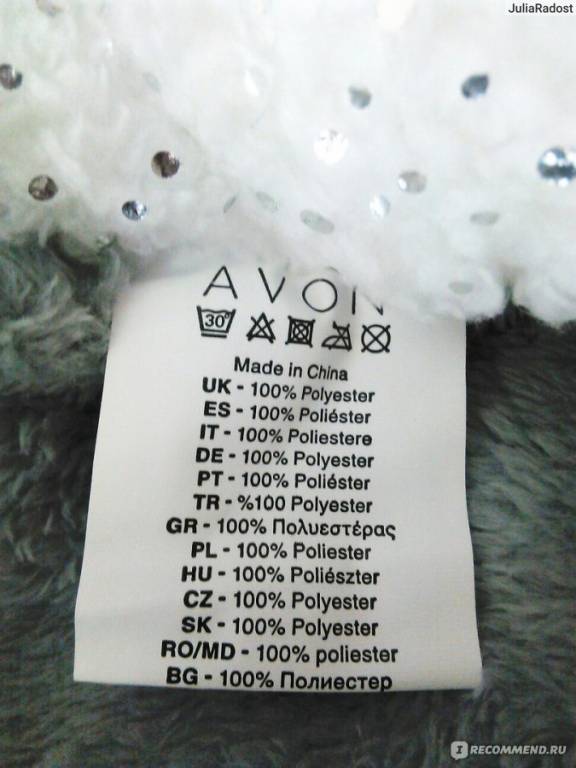 JuliaRadost
AVON
30°
Made in China
UK - 100% Polyester
ES - 100% Poliéster
IT - 100% Poliestere
DE - 100% Polyester
PT - 100% Poliéster
TR - %100 Polyester
GR - 100% Πολυεστέρας
PL - 100% Poliester
HU - 100% Poliészter
CZ - 100% Polyester
SK - 100% Polyester
RO/MD - 100% poliester
BG - 100% Полиестер
I RECOMMEND.RU